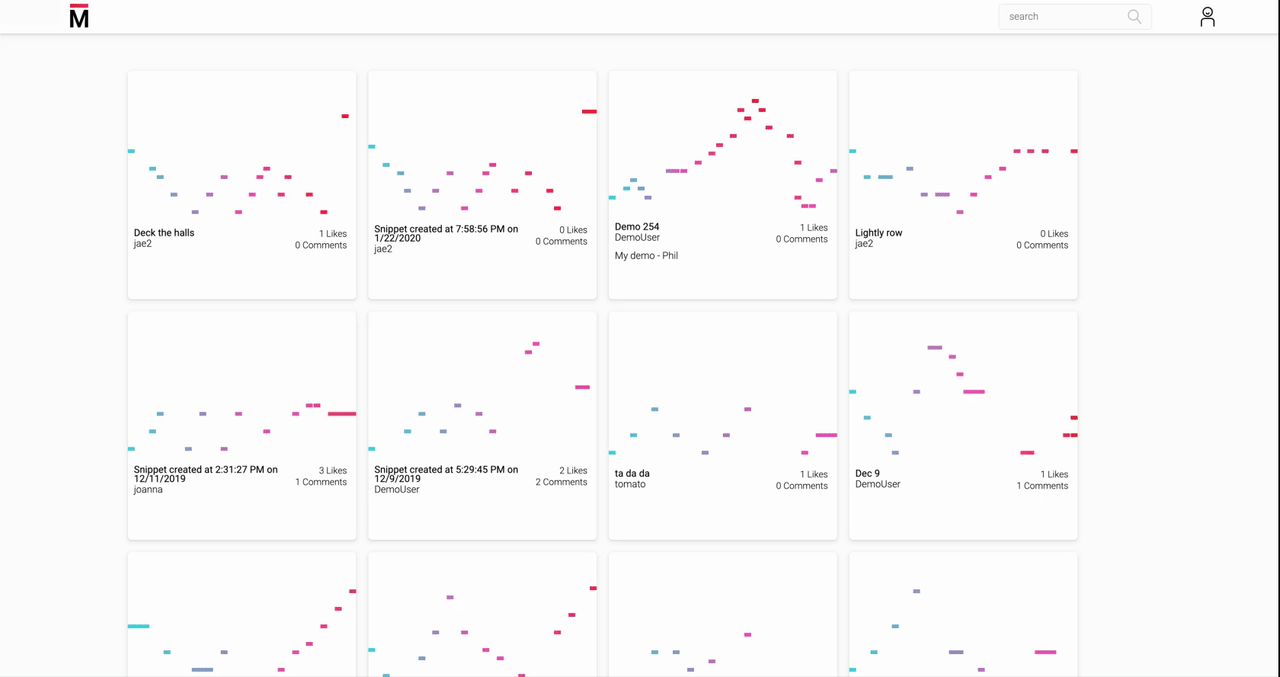 M
search
Deck the halls
jae2
1 Likes
0 Comments
Snippet created at 7:58:56 PM on
1/22/2020
jae2
0 Likes
0 Comments
Demo 254
DemoUser
1 Likes
0 Comments
My demo - Phil
Lightly row
jae2
0 Likes
0 Comments
Snippet created at 2:31:27 PM on
12/11/2019
joanna
3 Likes
1 Comments
Snippet created at 5:29:45 PM on
12/9/2019
DemoUser
2 Likes
2 Comments
ta da da
tomato
1 Likes
0 Comments
Dec 9
DemoUser
1 Likes
1 Comments